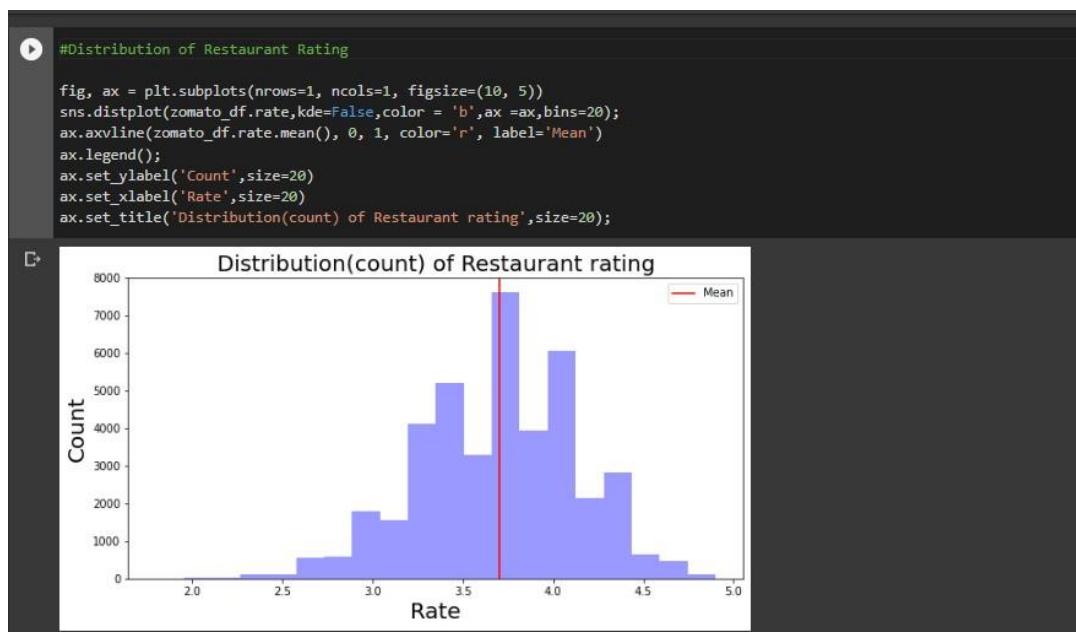 #Distribution of Restaurant Rating
fig, ax = plt.subplots(nrows=1, ncols=1, figsize=(10, 5))
sns.distplot(zomato_df.rate,kde=False,color = 'b',ax =ax,bins=20);
ax.axvline(zomato_df.rate.mean(), 0, 1, color='r', label='Mean')
ax.legend();
ax.set_ylabel('Count',size=20)
ax.set_xlabel('Rate',size=20)
ax.set_title('Distribution(count) of Restaurant rating',size=20);
Distribution(count) of Restaurant rating
Mean
8000
7000
6000
5000
4000
3000
2000
1000
0
Count
2.0 2.5 3.0 3.5 4.0 4.5 5.0
Rate